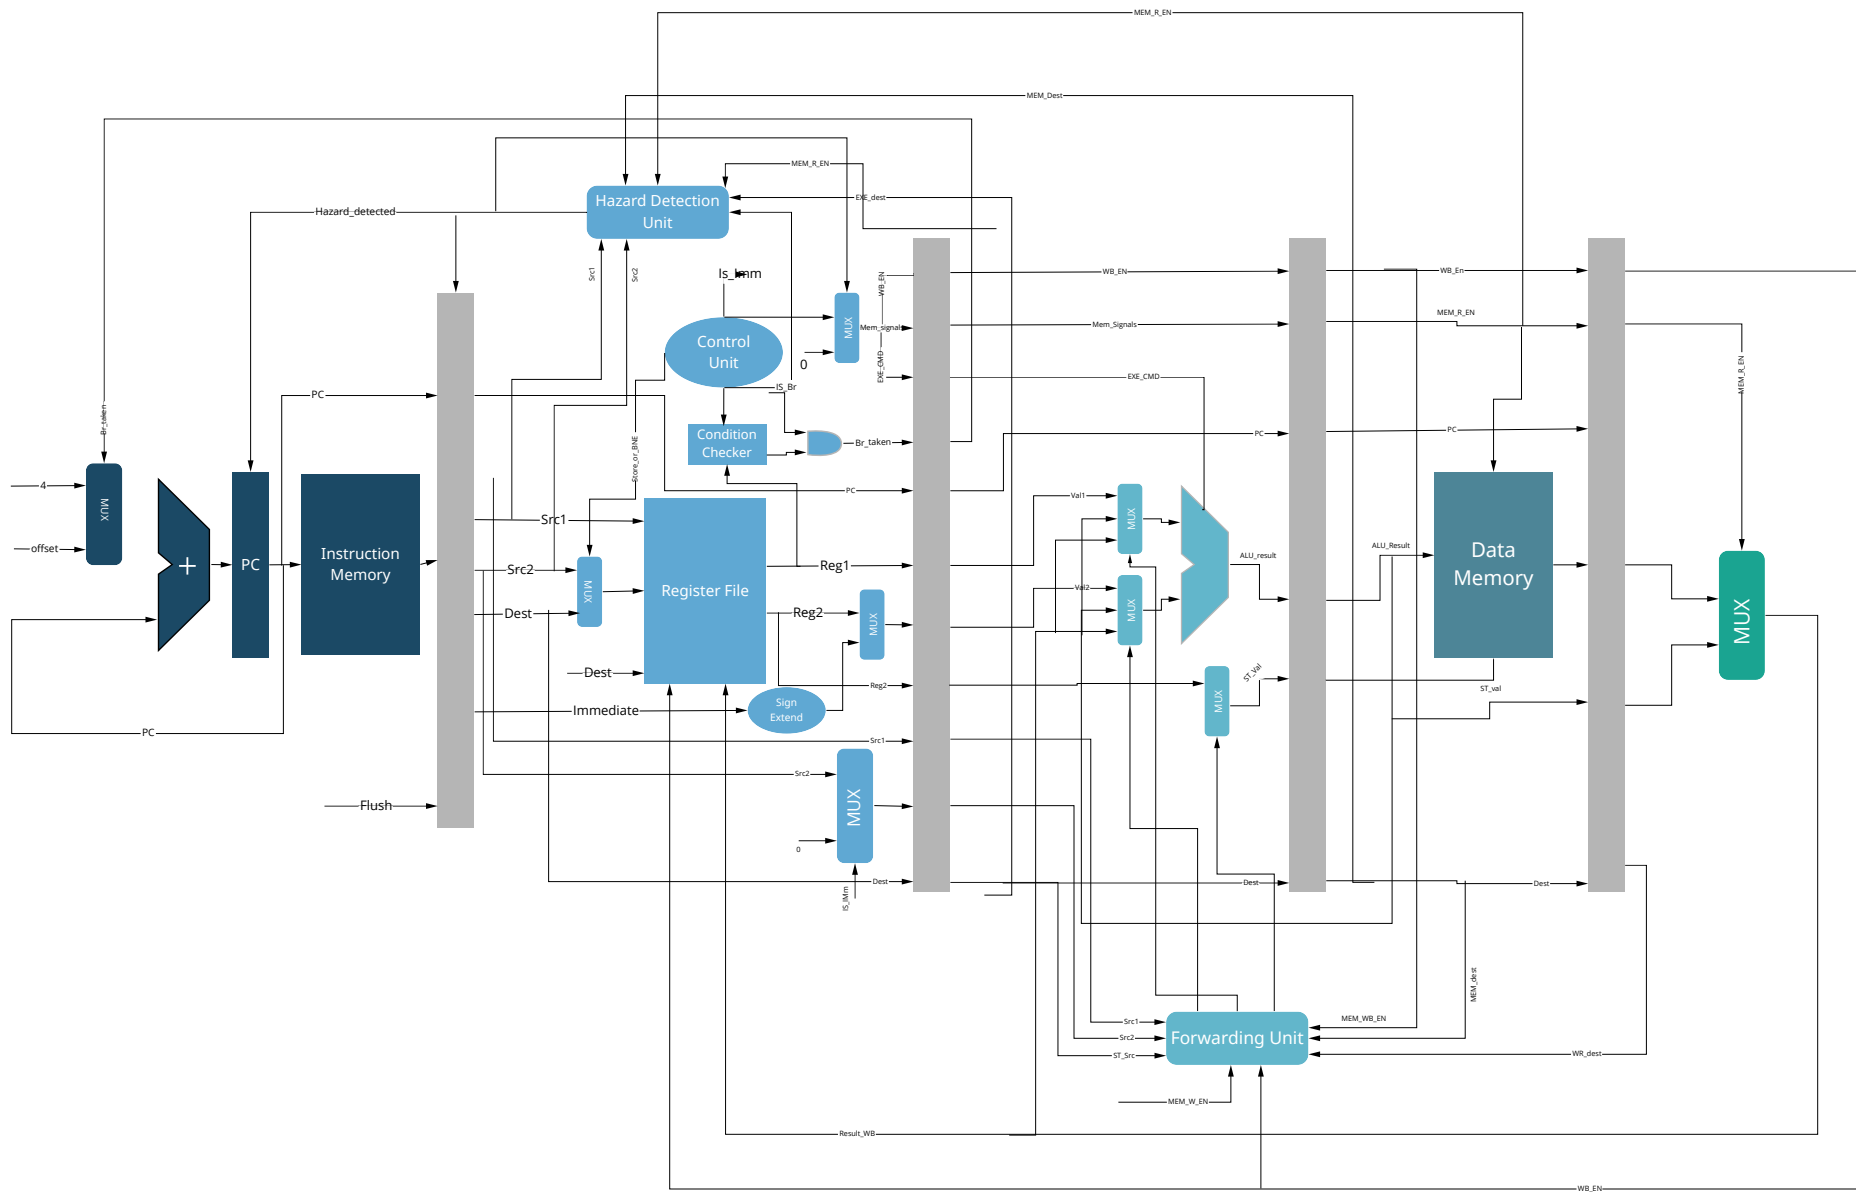 MEM_R_EN
MEM_Dest
MEM_R_EN
Hazard Detection
Unit
EXE_dest
Hazard_detected
Src1
Src2
Is_Imm
WB_EN
WB_EN
WB_En
MEM_R_EN
Control
Unit
MUX
0
Mem_signals
Mem_Signals
EXE_CMD
EXE_CMD
IS_Br
MEM_R_EN
PC
Br_taken
Store_or_BNE
Condition
Checker
Br_taken
PC
PC
4
MUX
offset
+
PC
Instruction
Memory
Src1
PC
Val1
MUX
ALU_result
ALU_Result
Data
Memory
Src2
MUX
Register File
Reg1
Val2
MUX
Dest
Reg2
MUX
MUX
Dest
Reg2
MUX
ST_Val
ST_val
Immediate
Sign
Extend
PC
Src1
Src2
MUX
0
Flush
IS_IMm
Dest
Dest
Dest
MEM_dest
Src1
Src2
ST_Src
Forwarding Unit
MEM_WB_EN
WR_dest
MEM_W_EN
Result_WB
WB_EN